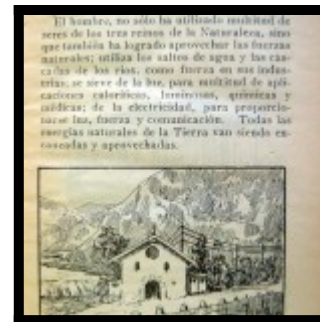 El hombre, no sólo ha utilizado multitud de
seres de los tres reinos de la Naturaleza, sino
que también ha logrado aprovechar las fuerzas
naturales; utiliza los saltos de agua y las cas-
cadas de los ríos, como fuerza en sus indus-
trias; se sirve de la luz, para multitud de apli-
caciones caloríficas, luminosas, químicas y
médicas; de la electricidad, para proporcio-
narse luz, fuerza y comunicación. Todas las
energías naturales de la Tierra van siendo en-
cauzadas y aprovechadas.